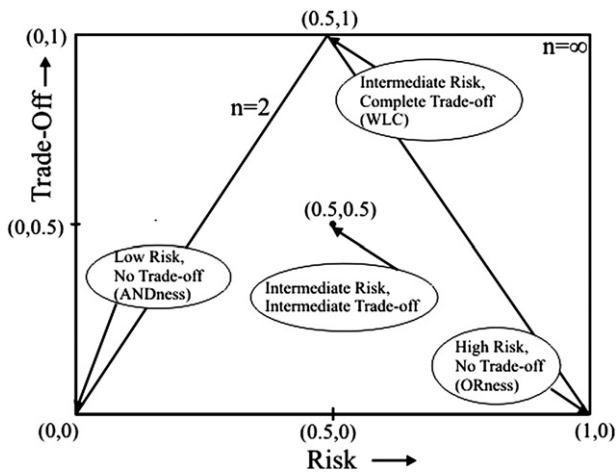 (0.5,1)
(0,1)
n=∞
Intermediate Risk,
Complete Trade-off
(WLC)
n=2
Trade-Off
(0.5,0.5)
(0,0.5)
Low Risk,
No Trade-off
(ANDness)
Intermediate Risk,
Intermediate Trade-off
High Risk,
No Trade-off
(ORness)
(0,0)
(0.5,0)
(1,0)
Risk